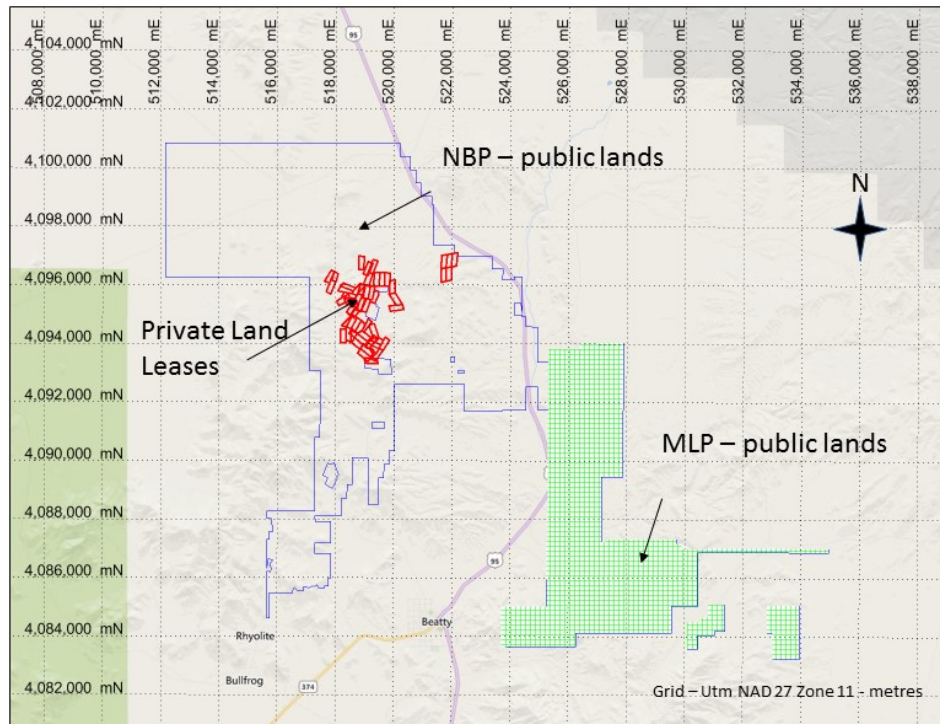 508,000 mE
510,000 mE
512,000 mE
514,000 mE
516,000 mE
518,000 mE
520,000 mE
522,000 mE
524,000 mE
526,000 mE
528,000 mE
530,000 mE
532,000 mE
534,000 mE
536,000 mE
538,000 mE
4,104,000 mN
95
4,102,000 mN
4,100,000 mN
NBP – public lands
N
4,098,000 mN
4,096,000 mN
Private Land
Leases
4,094,000 mN
4,092,000 mN
MLP – public lands
4,090,000 mN
4,088,000 mN
95
4,086,000 mN
4,084,000 mN
Beatty
Rhyolite
Bullfrog
374
4,082,000 mN
Grid – Utm NAD 27 Zone 11 - metres